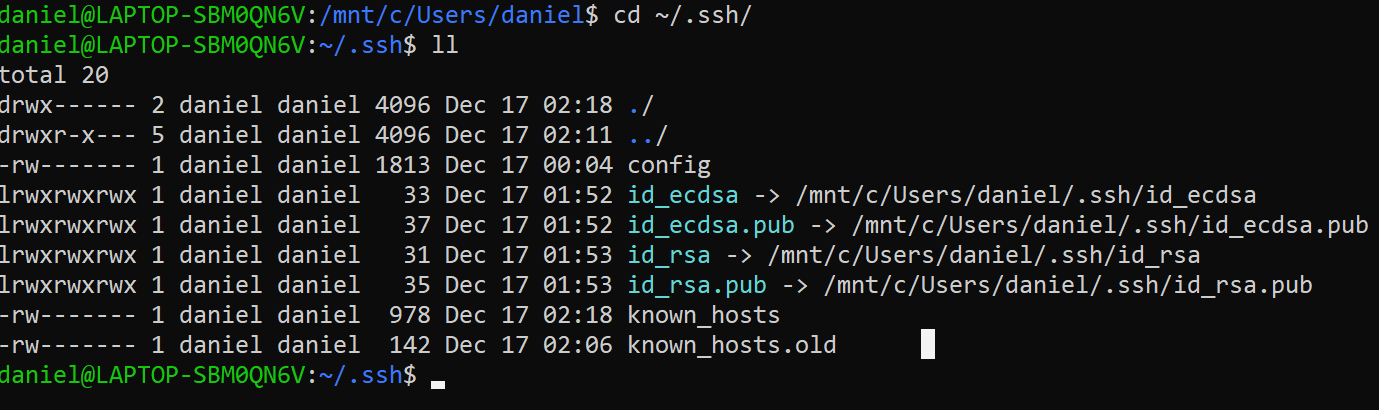 daniel@LAPTOP-SBM0QN6V:/mnt/c/Users/daniel$ cd ~/.ssh/
daniel@LAPTOP-SBM0QN6V:~/.ssh$ ll
total 20
drwx------ 2 daniel daniel 4096 Dec 17 02:18 ./
drwxr-x--- 5 daniel daniel 4096 Dec 17 02:11 ../
-rw------- 1 daniel daniel 1813 Dec 17 00:04 config
lrwxrwxrwx 1 daniel daniel   33 Dec 17 01:52 id_ecdsa -> /mnt/c/Users/daniel/.ssh/id_ecdsa
lrwxrwxrwx 1 daniel daniel   37 Dec 17 01:52 id_ecdsa.pub -> /mnt/c/Users/daniel/.ssh/id_ecdsa.pub
lrwxrwxrwx 1 daniel daniel   31 Dec 17 01:53 id_rsa -> /mnt/c/Users/daniel/.ssh/id_rsa
lrwxrwxrwx 1 daniel daniel   35 Dec 17 01:53 id_rsa.pub -> /mnt/c/Users/daniel/.ssh/id_rsa.pub
-rw------- 1 daniel daniel  978 Dec 17 02:18 known_hosts
-rw------- 1 daniel daniel  142 Dec 17 02:06 known_hosts.old
daniel@LAPTOP-SBM0QN6V:~/.ssh$